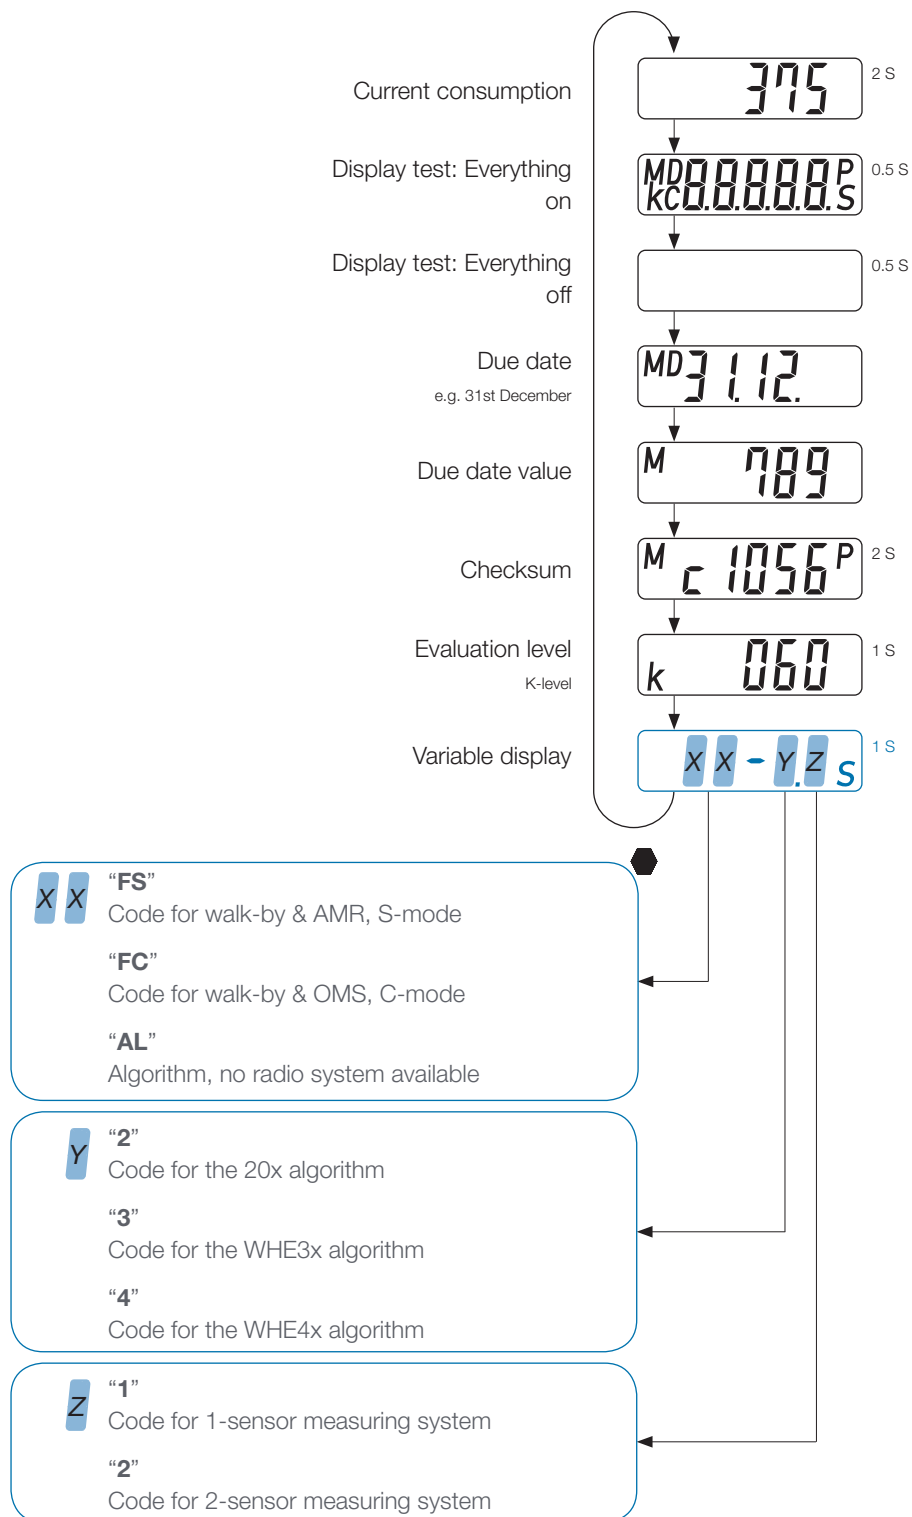 Current consumption
375
2 S
Display test: Everything
on
MD
kC
8.8.8.8.8.
P
S
0.5 S
Display test: Everything
off
0.5 S
Due date
e.g. 31st December
MD
31.12.
Due date value
M
789
Checksum
M
c1056
P
2 S
Evaluation level
K-level
k
060
1 S
Variable display
X X - Y.Z S
1 S
X X
“FS”
Code for walk-by & AMR, S-mode
“FC”
Code for walk-by & OMS, C-mode
“AL”
Algorithm, no radio system available
Y
“2”
Code for the 20x algorithm
“3”
Code for the WHE3x algorithm
“4”
Code for the WHE4x algorithm
Z
“1”
Code for 1-sensor measuring system
“2”
Code for 2-sensor measuring system